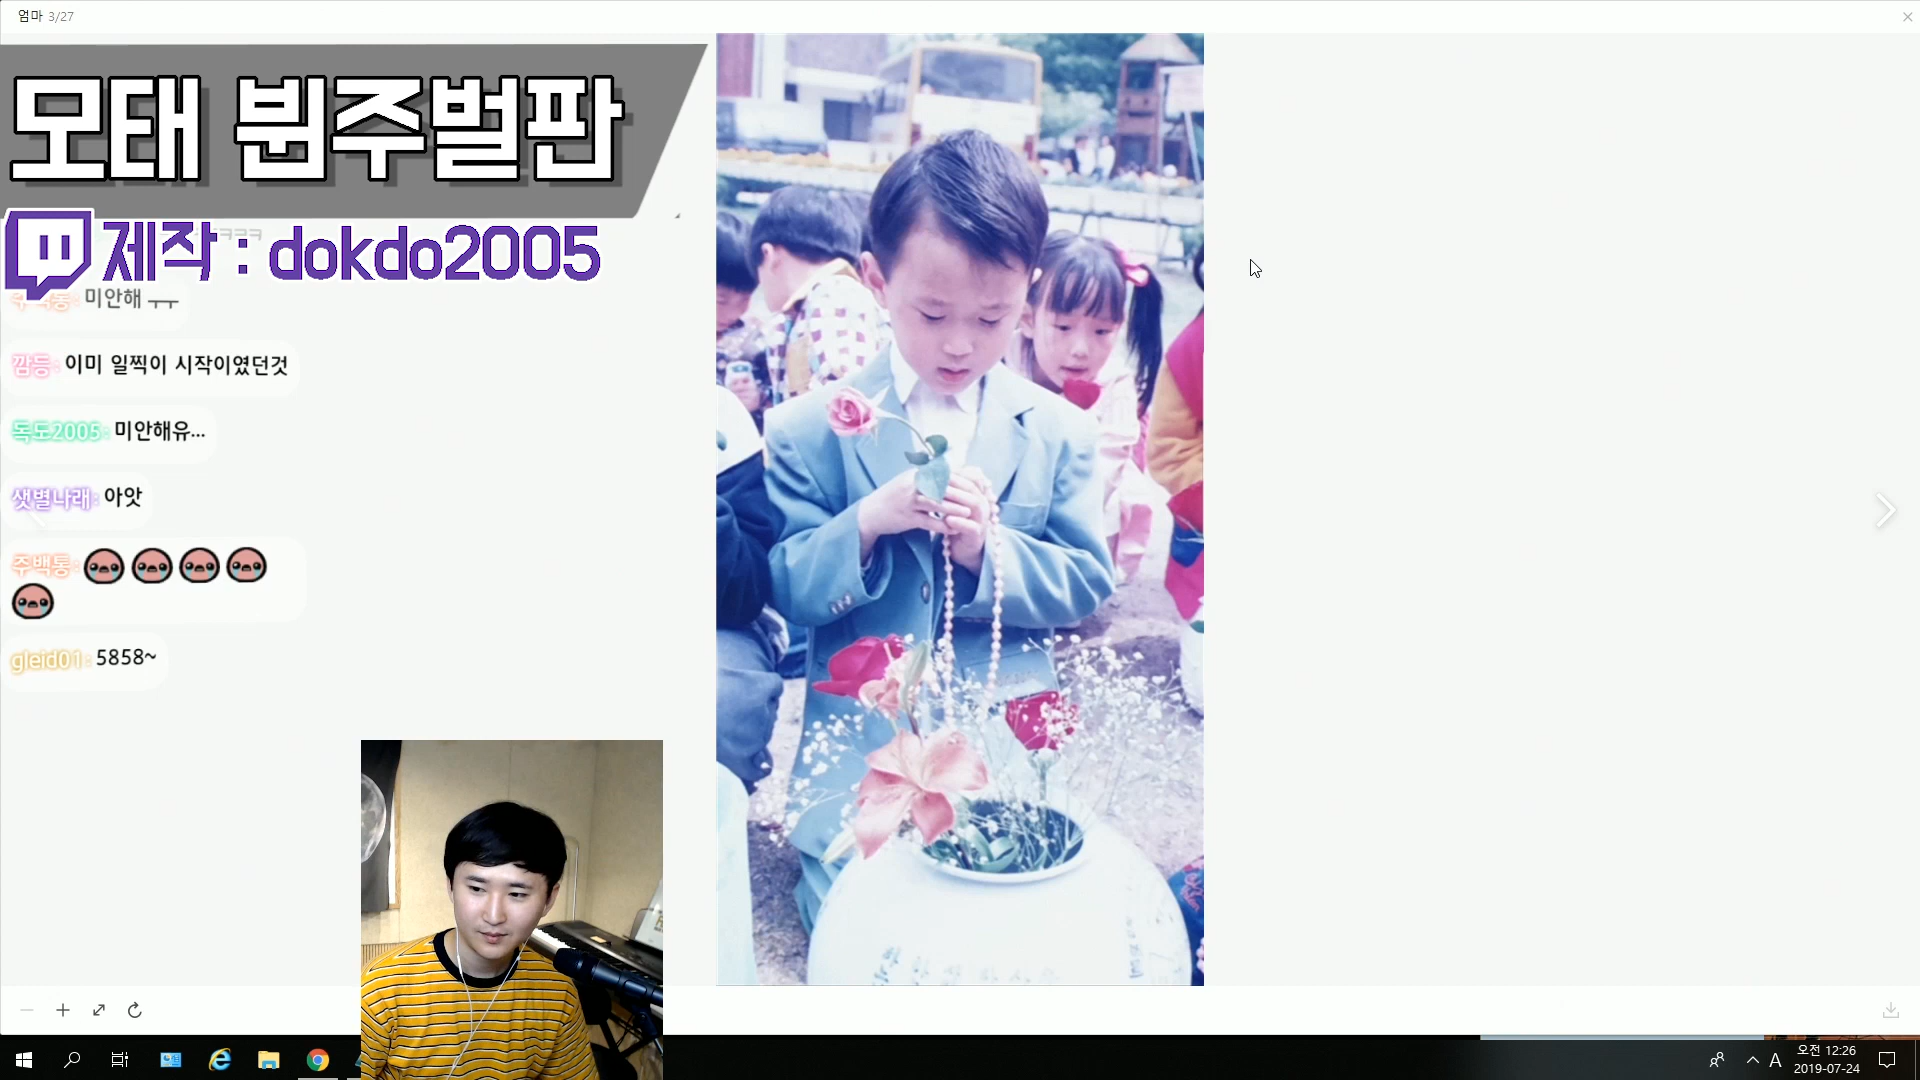 엄마 3/27
모태 뷘주벌판
제작 : dokdo2005
미안해 ㅜㅜ
깜등: 이미 일찍이 시작이였던것
독도2005: 미안해유...
샛별나래: 아앗
주백통:
gleid01: 5858~
A
오전 12:26
2019-07-24